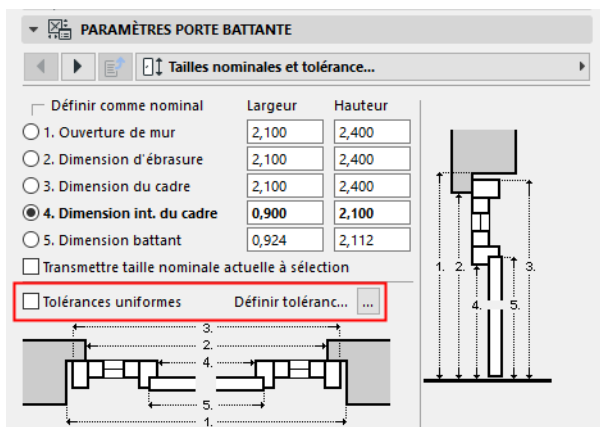 PARAMÈTRES PORTE BATTANTE
Tailles nominales et tolérance...
Définir comme nominal Largeur Hauteur
1. Ouverture de mur 2,100 2,400
2. Dimension d'ébrasure 2,100 2,400
3. Dimension du cadre 2,100 2,400
4. Dimension int. du cadre 0,900 2,100
5. Dimension battant 0,924 2,112
Transmettre taille nominale actuelle à sélection
Tolérances uniformes Définir toléranc... ...
3.
2.
4.
5.
1.
1. 2. 3.
4. 5.